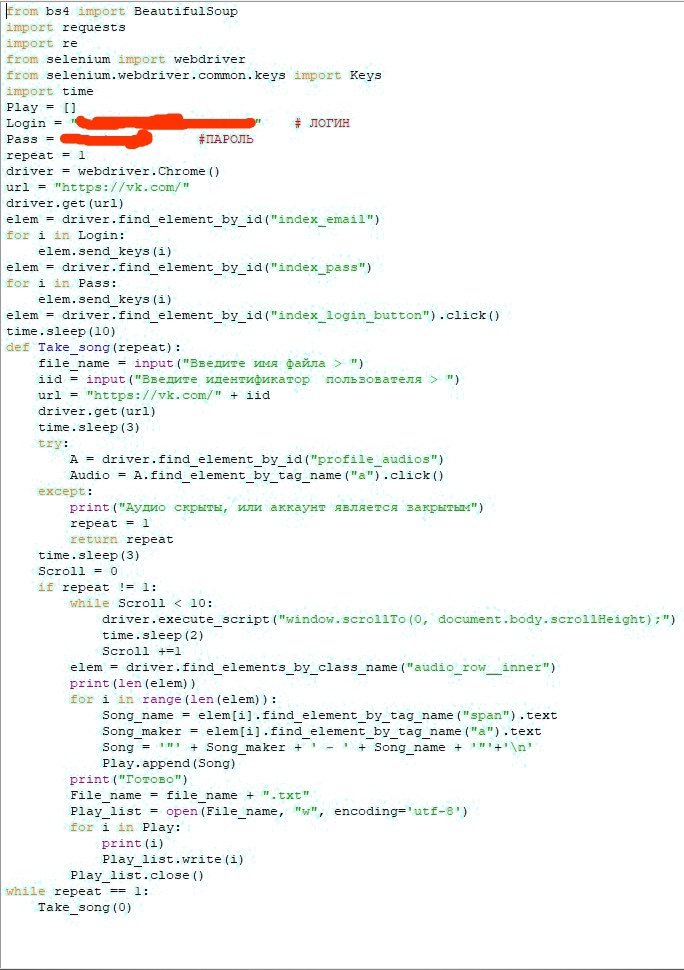 from bs4 import BeautifulSoup
import requests
import re
from selenium import webdriver
from selenium.webdriver.common.keys import Keys
import time
Play = []
Login = " " # ЛОГИН
Pass = #ПАРОЛЬ
repeat = 1
driver = webdriver.Chrome()
url = "https://vk.com/"
driver.get(url)
elem = driver.find_element_by_id("index_email")
for i in Login:
    elem.send_keys(i)
elem = driver.find_element_by_id("index_pass")
for i in Pass:
    elem.send_keys(i)
elem = driver.find_element_by_id("index_login_button").click()
time.sleep(10)
def Take_song(repeat):
    file_name = input("Введите имя файла > ")
    iid = input("Введите идентификатор  пользователя > ")
    url = "https://vk.com/" + iid
    driver.get(url)
    time.sleep(3)
    try:
        A = driver.find_element_by_id("profile_audios")
        Audio = A.find_element_by_tag_name("a").click()
    except:
        print("Аудио скрыты, или аккаунт является закрытым")
        repeat = 1
        return repeat
    time.sleep(3)
    Scroll = 0
    if repeat != 1:
        while Scroll < 10:
            driver.execute_script("window.scrollTo(0, document.body.scrollHeight);")
            time.sleep(2)
            Scroll +=1
        elem = driver.find_elements_by_class_name("audio_row__inner")
        print(len(elem))
        for i in range(len(elem)):
            Song_name = elem[i].find_element_by_tag_name("span").text
            Song_maker = elem[i].find_element_by_tag_name("a").text
            Song = '"' + Song_maker + ' - ' + Song_name + '"'+'\n'
            Play.append(Song)
        print("Готово")
        File_name = file_name + ".txt"
        Play_list = open(File_name, "w", encoding='utf-8')
        for i in Play:
            print(i)
            Play_list.write(i)
        Play_list.close()
while repeat == 1:
    Take_song(0)